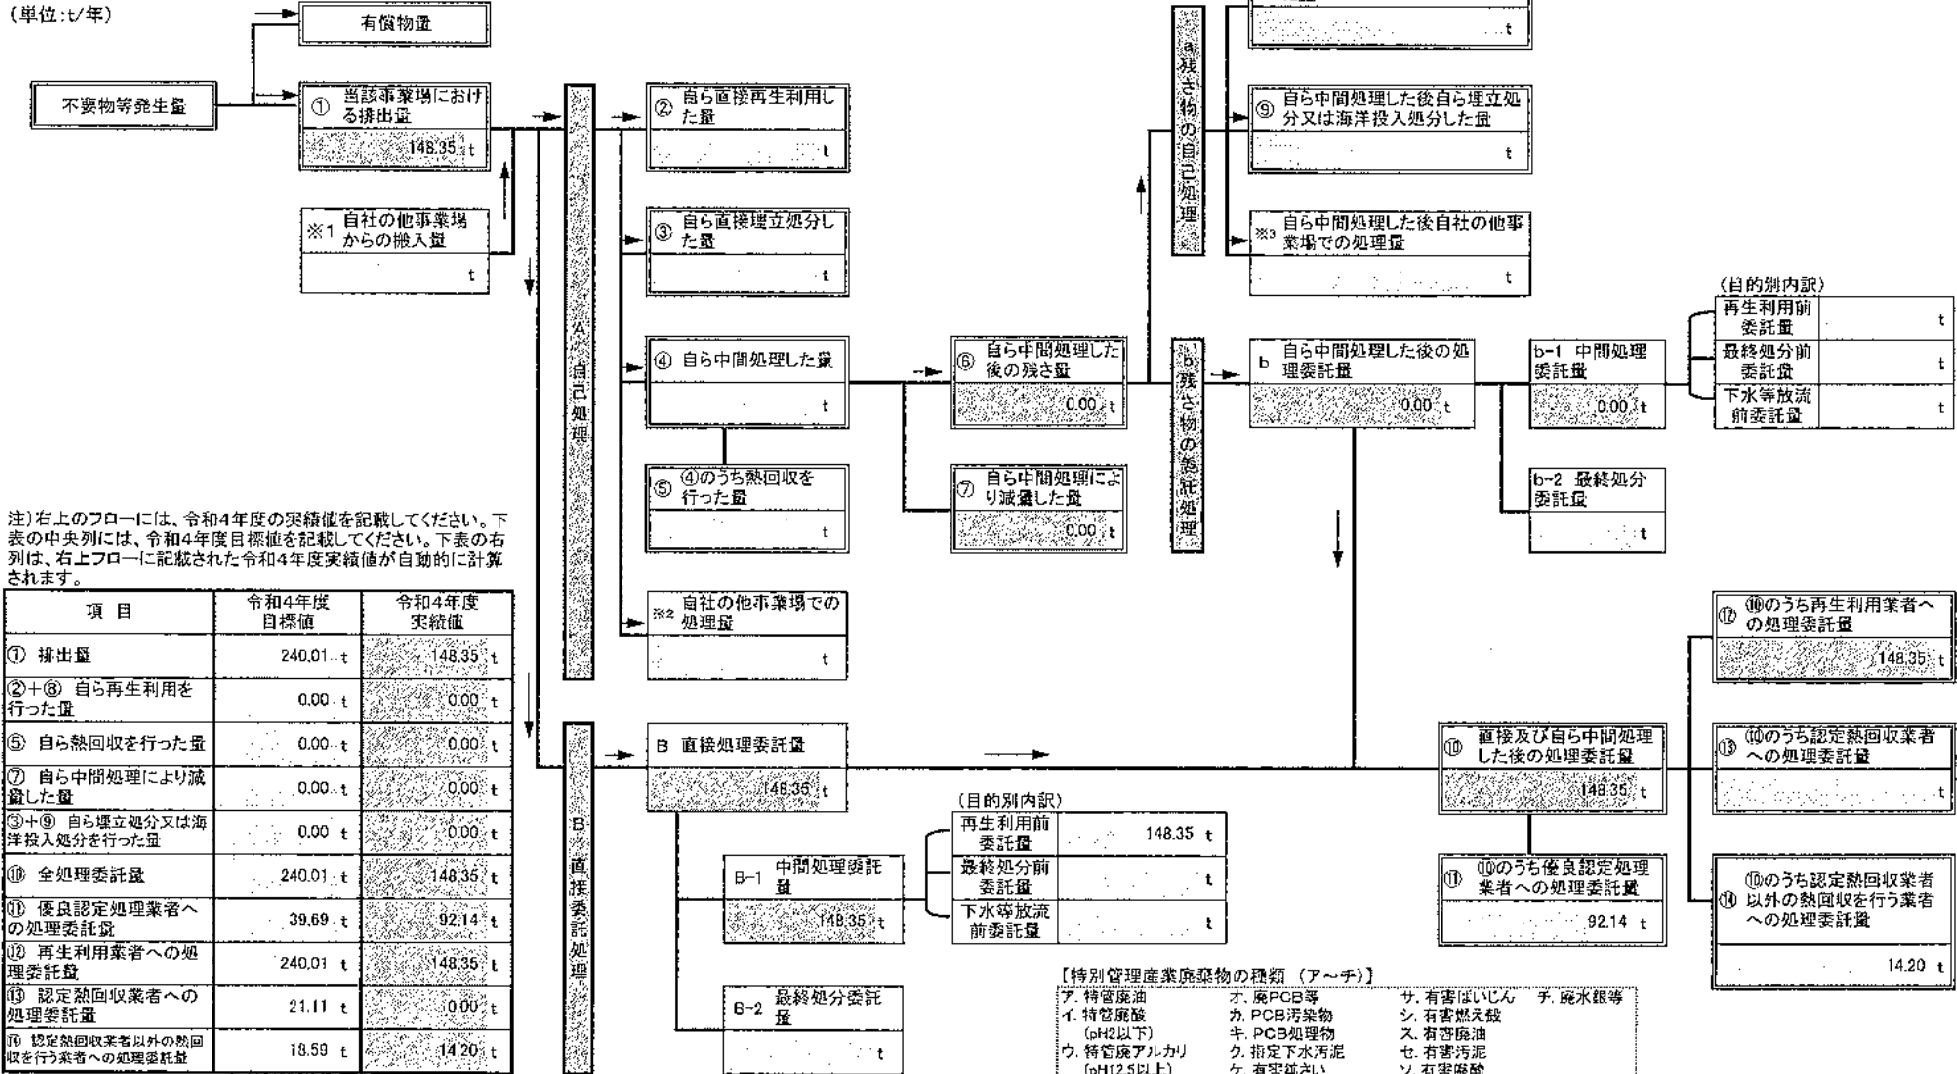 (単位:t/年)
有償物量
不要物等発生量
① 当該事業場におけ
る排出量
148.35 t
※1 自社の他事業場
からの搬入量
t
A 自己処理
② 自ら直接再生利用し
た量
t
③ 自ら直接埋立処分し
た量
t
④ 自ら中間処理した量
t
⑤ ④のうち熱回収を
行った量
t
※2 自社の他事業場での
処理量
t
⑥ 自ら中間処理した
後の残さ量
0.00 t
⑦ 自ら中間処理によ
り減量した量
0.00 t
a 残さ物の自己処理
t
⑨ 自ら中間処理した後自ら埋立処
分又は海洋投入処分した量
t
※3 自ら中間処理した後自社の他事
業場での処理量
t
b 残さ物の委託処理
b 自ら中間処理した後の処
理委託量
0.00 t
b-1 中間処理
委託量
0.00 t
b-2 最終処分
委託量
t
(目的別内訳)
再生利用前
委託量 t
最終処分前
委託量 t
下水等放流
前委託量 t
注)右上のフローには、令和4年度の実績値を記載してください。下
表の中央列には、令和4年度目標値を記載してください。下表の右
列は、右上フローに記載された令和4年度実績値が自動的に計算
されます。
項 目 令和4年度 目標値 令和4年度 実績値
① 排出量 240.01 t 148.35 t
②+⑧ 自ら再生利用を
行った量 0.00 t 0.00 t
⑤ 自ら熱回収を行った量 0.00 t 0.00 t
⑦ 自ら中間処理により減
量した量 0.00 t 0.00 t
③+⑨ 自ら埋立処分又は海
洋投入処分を行った量 0.00 t 0.00 t
⑩ 全処理委託量 240.01 t 148.35 t
⑪ 優良認定処理業者へ
の処理委託量 39.69 t 92.14 t
⑫ 再生利用業者への処
理委託量 240.01 t 148.35 t
⑬ 認定熱回収業者への
処理委託量 21.11 t 0.00 t
⑭ 認定熱回収業者以外の熱回
収を行う業者への処理委託量 18.59 t 14.20 t
B 直接委託処理
B 直接処理委託量
148.35 t
B-1 中間処理委託
量
148.35 t
B-2 最終処分委託
量
t
(目的別内訳)
再生利用前
委託量 148.35 t
最終処分前
委託量 t
下水等放流
前委託量 t
⑩ 直接及び自ら中間処理
した後の処理委託量
148.35 t
⑪ ⑩のうち優良認定処理
業者への処理委託量
92.14 t
⑫ ⑩のうち再生利用業者へ
の処理委託量
148.35 t
⑬ ⑩のうち認定熱回収業者
への処理委託量
t
⑭ ⑩のうち認定熱回収業者
以外の熱回収を行う業者
への処理委託量
14.20 t
【特別管理産業廃棄物の種類 (ア~チ)】
ア. 特管廃油 オ. 廃PCB等 サ. 有害ばいじん チ. 廃水銀等
イ. 特管廃酸 カ. PCB汚染物 シ. 有害燃え殻
(pH2以下) キ. PCB処理物 ス. 有害廃油
ウ. 特管廃アルカリ ク. 指定下水汚泥 セ. 有害汚泥
(pH12.5以上) ケ. 有害鉱さい ソ. 有害廃酸